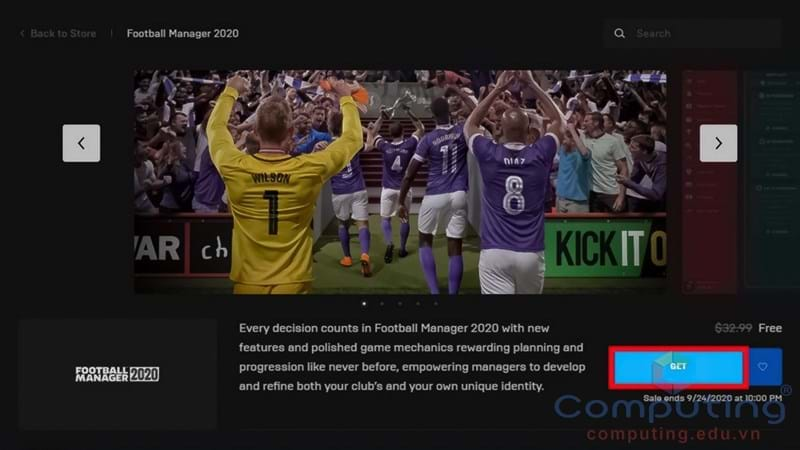 Back to Store
Football Manager 2020
Search
WILSON
1
4
11
DIAZ
8
WAR
ch
KICK IT O
$32.99 Free
Every decision counts in Football Manager 2020 with new
features and polished game mechanics rewarding planning and
progression like never before, empowering managers to develop
and refine both your club's and your own unique identity.
FOOTBALL
MANAGER 2020
GET
Sale ends 9/24/2020 at 10:00 PM
Computing®
computing.edu.vn